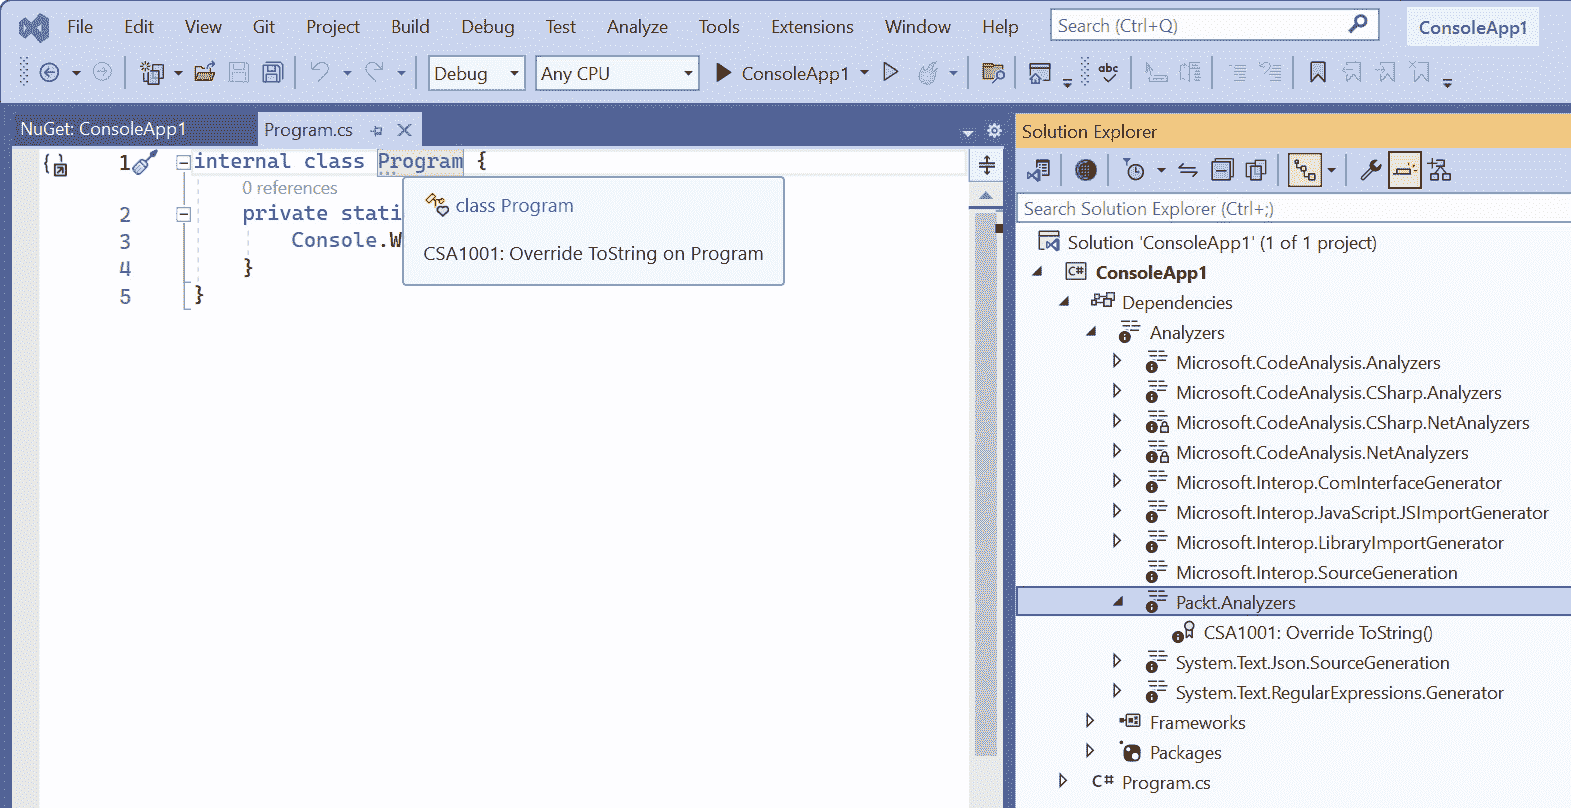 File Edit View Git Project Build Debug Test Analyze Tools Extensions Window Help Search (Ctrl+Q) ConsoleApp1
Debug Any CPU ConsoleApp1 abc
NuGet: ConsoleApp1 Program.cs
1 internal class Program {
0 references
2 private stati
3 Console.W
4 }
5 }
class Program
CSA1001: Override ToString on Program
Solution Explorer
Search Solution Explorer (Ctrl+;)
Solution 'ConsoleApp1' (1 of 1 project)
C# ConsoleApp1
Dependencies
Analyzers
Microsoft.CodeAnalysis.Analyzers
Microsoft.CodeAnalysis.CSharp.Analyzers
Microsoft.CodeAnalysis.CSharp.NetAnalyzers
Microsoft.CodeAnalysis.NetAnalyzers
Microsoft.Interop.ComInterfaceGenerator
Microsoft.Interop.JavaScript.JSImportGenerator
Microsoft.Interop.LibraryImportGenerator
Microsoft.Interop.SourceGeneration
Packt.Analyzers
CSA1001: Override ToString()
System.Text.Json.SourceGeneration
System.Text.RegularExpressions.Generator
Frameworks
Packages
C# Program.cs